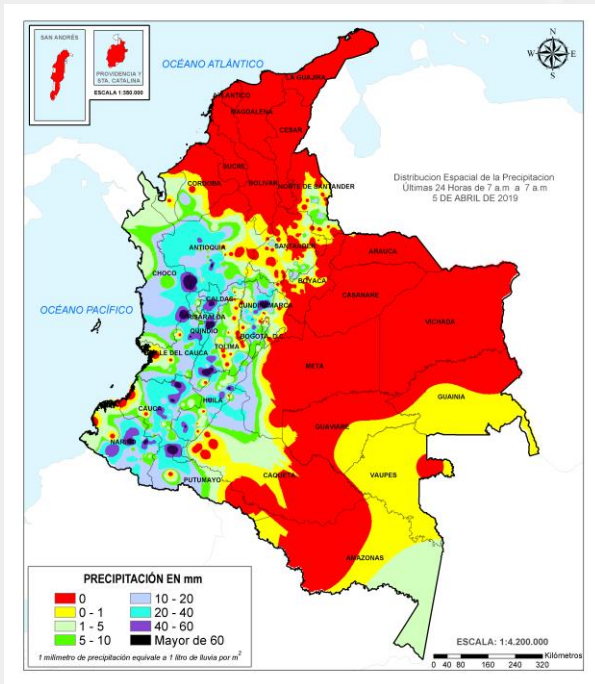 SAN ANDRÉS
PROVIDENCIA Y
STA. CATALINA
ESCALA 1:350.000
OCÉANO ATLÁNTICO
N
W
E
S
LA GUAJIRA
ATLANTICO
MAGDALENA
CESAR
Distribucion Espacial de la Precipitacion
Últimas 24 Horas de 7 a.m a 7 a.m
5 DE ABRIL DE 2019
SUCRE
CORDOBA
BOLIVAR
NORTE DE SANTANDER
ANTIOQUIA
SANTANDER
ARAUCA
CHOCO
BOYACA
CASANARE
OCÉANO PACÍFICO
CALDAS
CUNDINAMARCA
RISARALDA
VICHADA
QUINDIO
BOGOTA, D.C.
TOLIMA
VALLE DEL CAUCA
META
GUAINIA
CAUCA
HUILA
GUAVIARE
NARIÑO
CAQUETA
VAUPES
PUTUMAYO
AMAZONAS
PRECIPITACIÓN EN mm
0
0 - 1
1 - 5
5 - 10
10 - 20
20 - 40
40 - 60
Mayor de 60
1 milímetro de precipitación equivale a 1 litro de lluvia por m2
ESCALA: 1:4.200.000
0 40 80 160 240 320
Kilómetros